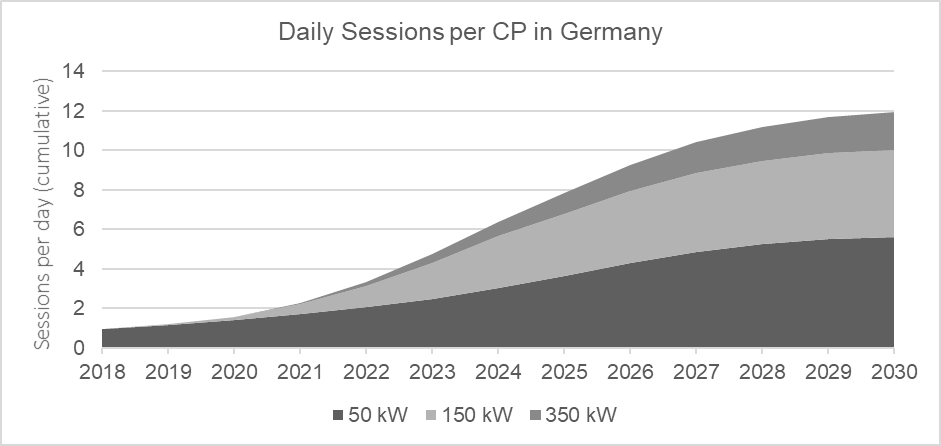 Daily Sessions per CP in Germany
Sessions per day (cumulative)
14
12
10
8
6
4
2
0
2018 2019 2020 2021 2022 2023 2024 2025 2026 2027 2028 2029 2030
50 kW 150 kW 350 kW